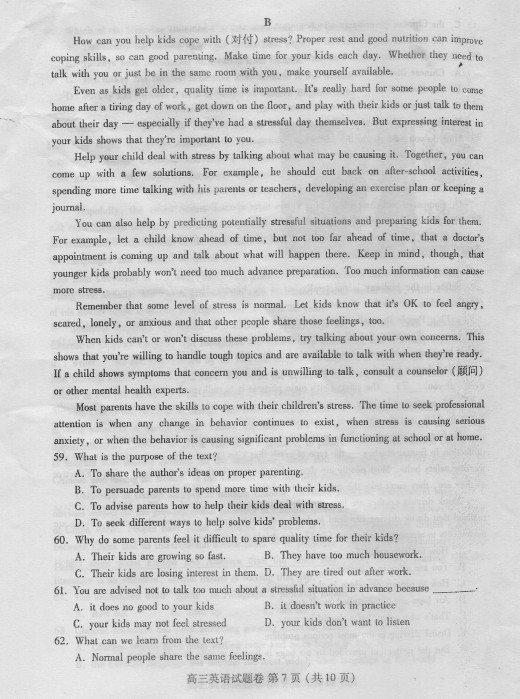 B
How can you help kids cope with (对付) stress? Proper rest and good nutrition can improve
coping skills, so can good parenting. Make time for your kids each day. Whether they need to
talk with you or just be in the same room with you, make yourself available.
Even as kids get older, quality time is important. It's really hard for some people to come
home after a tiring day of work, get down on the floor, and play with their kids or just talk to them
about their day — especially if they've had a stressful day themselves. But expressing interest in
your kids shows that they're important to you.
Help your child deal with stress by talking about what may be causing it. Together, you can
come up with a few solutions. For example, he should cut back on after-school activities,
spending more time talking with his parents or teachers, developing an exercise plan or keeping a
journal.
You can also help by predicting potentially stressful situations and preparing kids for them.
For example, let a child know ahead of time, but not too far ahead of time, that a doctor's
appointment is coming up and talk about what will happen there. Keep in mind, though, that
younger kids probably won't need too much advance preparation. Too much information can cause
more stress.
Remember that some level of stress is normal. Let kids know that it's OK to feel angry,
scared, lonely, or anxious and that other people share those feelings, too.
When kids can't or won't discuss these problems, try talking about your own concerns. This
shows that you're willing to handle tough topics and are available to talk with when they're ready.
If a child shows symptoms that concern you and is unwilling to talk, consult a counselor (顾问)
or other mental health experts.
Most parents have the skills to cope with their children's stress. The time to seek professional
attention is when any change in behavior continues to exist, when stress is causing serious
anxiety, or when the behavior is causing significant problems in functioning at school or at home.
59. What is the purpose of the text?
A. To share the author's ideas on proper parenting.
B. To persuade parents to spend more time with their kids.
C. To advise parents how to help their kids deal with stress.
D. To seek different ways to help solve kids' problems.
60. Why do some parents feel it difficult to spare quality time for their kids?
A. Their kids are growing so fast. B. They have too much housework.
C. Their kids are losing interest in them. D. They are tired out after work.
61. You are advised not to talk too much about a stressful situation in advance because ______.
A. it does no good to your kids B. it doesn't work in practice
C. your kids may not feel stressed D. your kids don't want to listen
62. What can we learn from the text?
A. Normal people share the same feelings.
高三英语试题卷 第 7 页 (共 10 页)